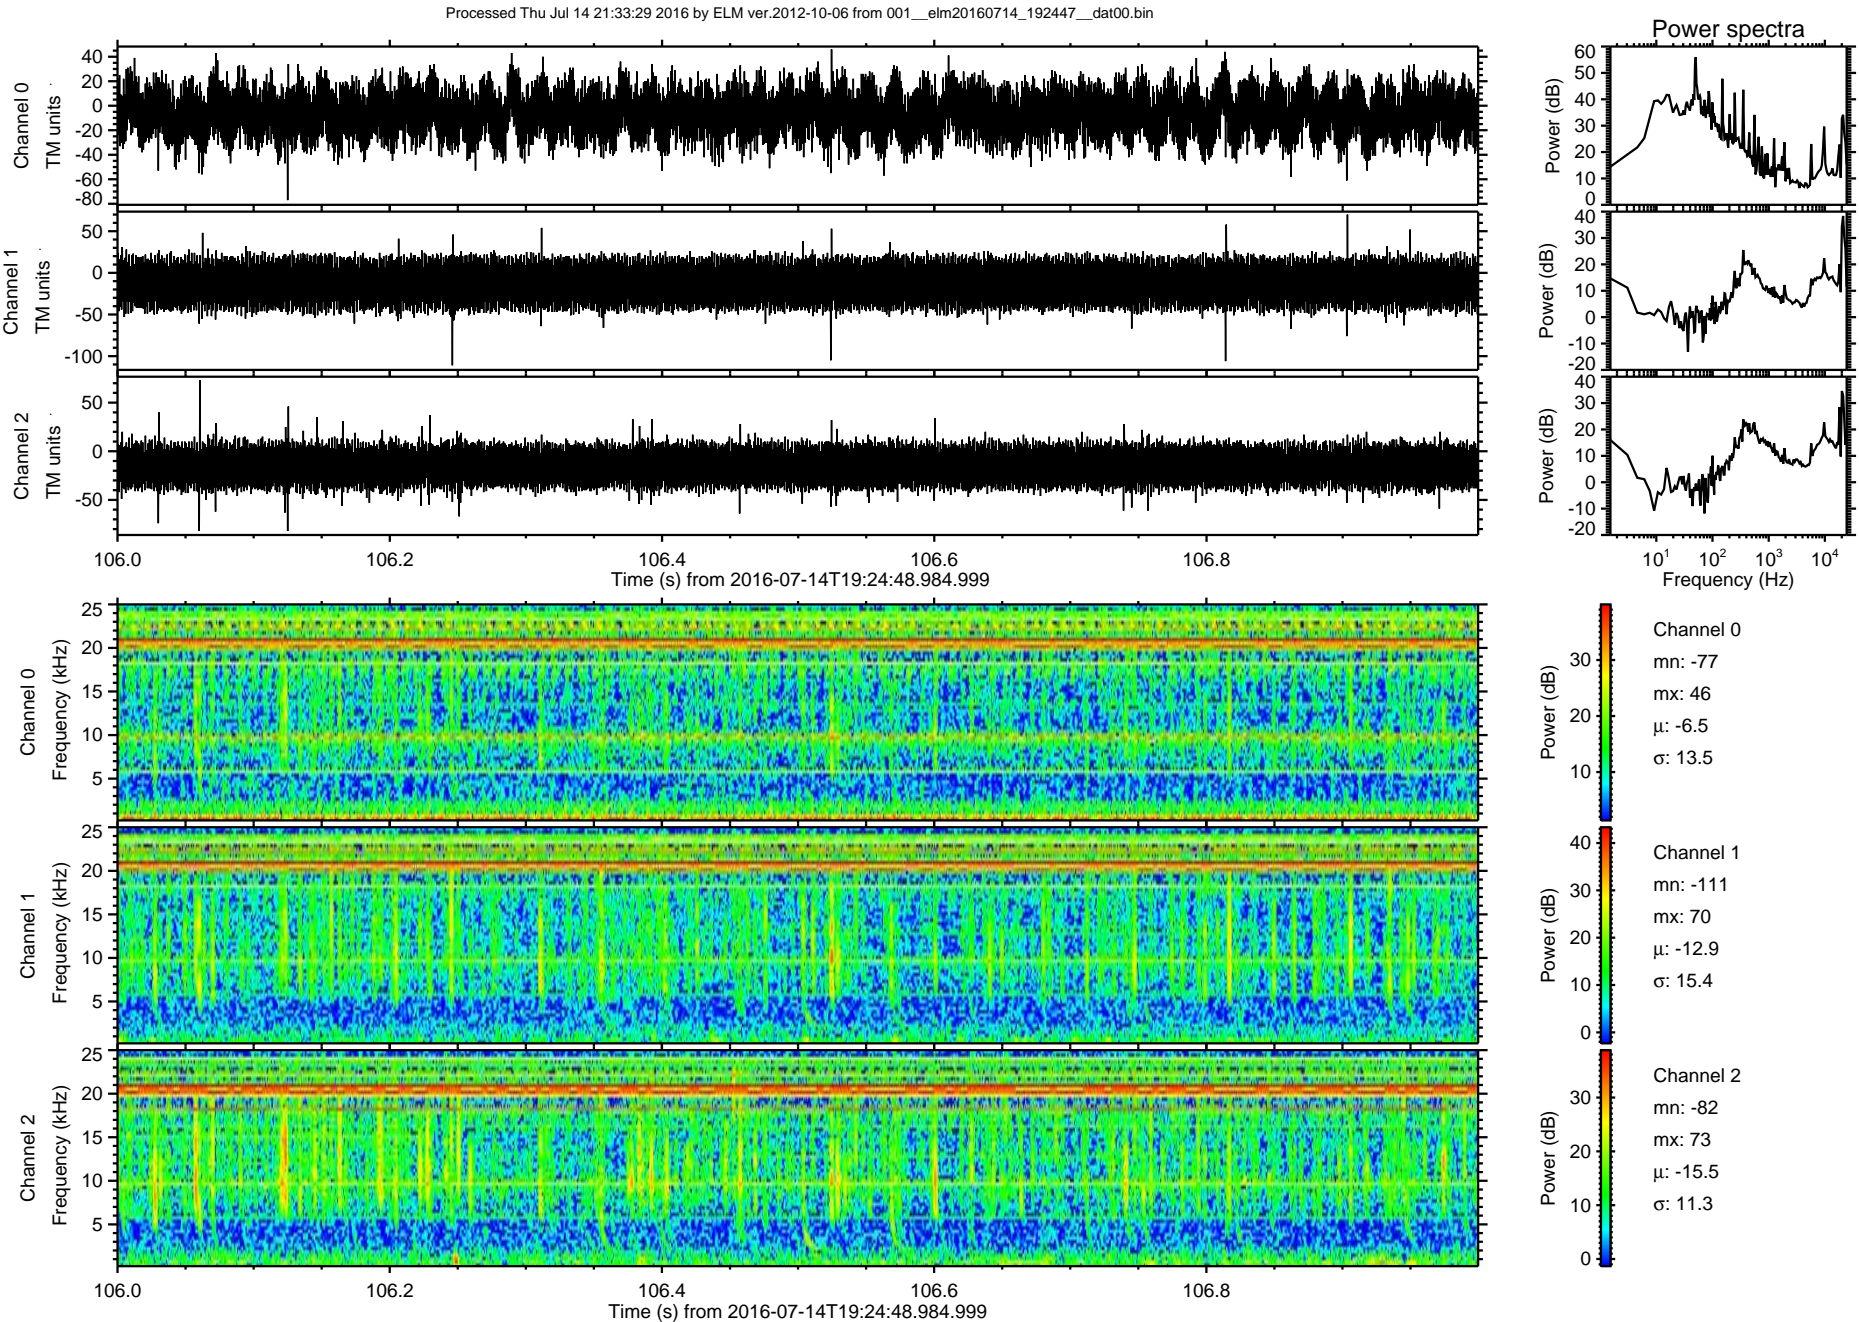 Processed Thu Jul 14 21:33:29 2016 by ELM ver.2012-10-06 from 001__elm20160714_192447__dat00.bin
Power spectra
Channel 0
TM units
40
20
0
-20
-40
-60
-80
Power (dB)
60
50
40
30
20
10
0
Channel 1
TM units
50
0
-50
-100
Power (dB)
40
30
20
10
0
-10
-20
Channel 2
TM units
50
0
-50
Power (dB)
40
30
20
10
0
-10
-20
106.0 106.2 106.4 106.6 106.8
Time (s) from 2016-07-14T19:24:48.984.999
10¹ 10² 10³ 10⁴
Frequency (Hz)
Channel 0
Frequency (kHz)
25
20
15
10
5
Power (dB)
30
20
10
Channel 0
mn: -77
mx: 46
μ: -6.5
σ: 13.5
Channel 1
Frequency (kHz)
25
20
15
10
5
Power (dB)
40
30
20
10
0
Channel 1
mn: -111
mx: 70
μ: -12.9
σ: 15.4
Channel 2
Frequency (kHz)
25
20
15
10
5
Power (dB)
30
20
10
0
Channel 2
mn: -82
mx: 73
μ: -15.5
σ: 11.3
106.0 106.2 106.4 106.6 106.8
Time (s) from 2016-07-14T19:24:48.984.999